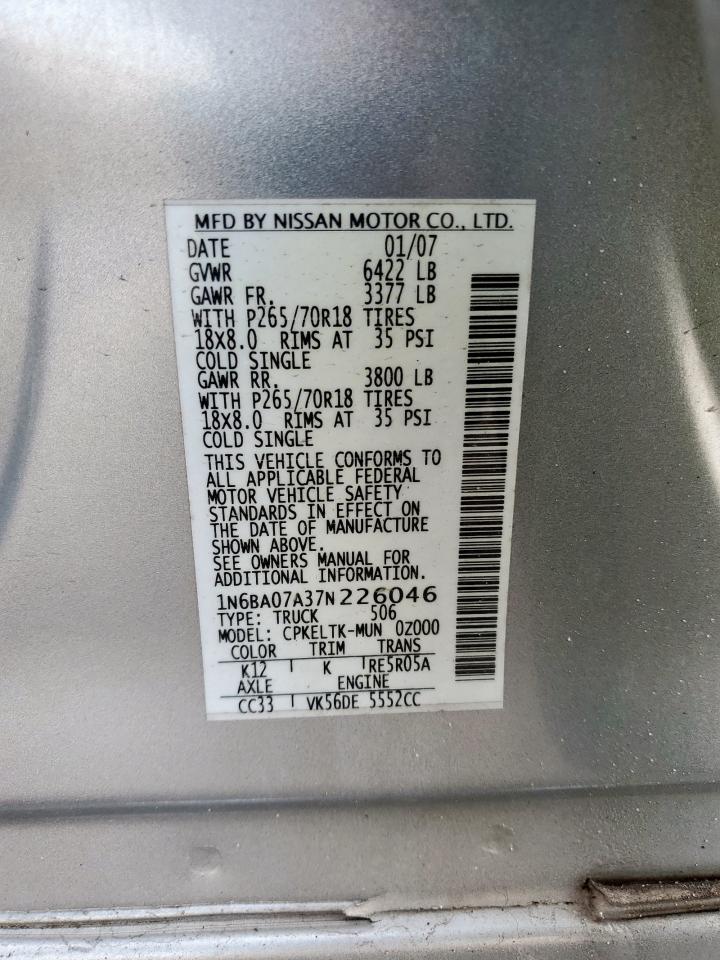 MFD BY NISSAN MOTOR CO., LTD.
DATE 01/07
GVWR 6422 LB
GAWR FR. 3377 LB
WITH P265/70R18 TIRES
18X8.0 RIMS AT 35 PSI
COLD SINGLE
GAWR RR. 3800 LB
WITH P265/70R18 TIRES
18X8.0 RIMS AT 35 PSI
COLD SINGLE
THIS VEHICLE CONFORMS TO
ALL APPLICABLE FEDERAL
MOTOR VEHICLE SAFETY
STANDARDS IN EFFECT ON
THE DATE OF MANUFACTURE
SHOWN ABOVE.
SEE OWNERS MANUAL FOR
ADDITIONAL INFORMATION.
1N6BA07A37N226046
TYPE: TRUCK 506
MODEL: CPKELTK-MUN 0Z000
COLOR TRIM TRANS
K12 K RE5R05A
AXLE ENGINE
CC33 VK56DE 5552CC